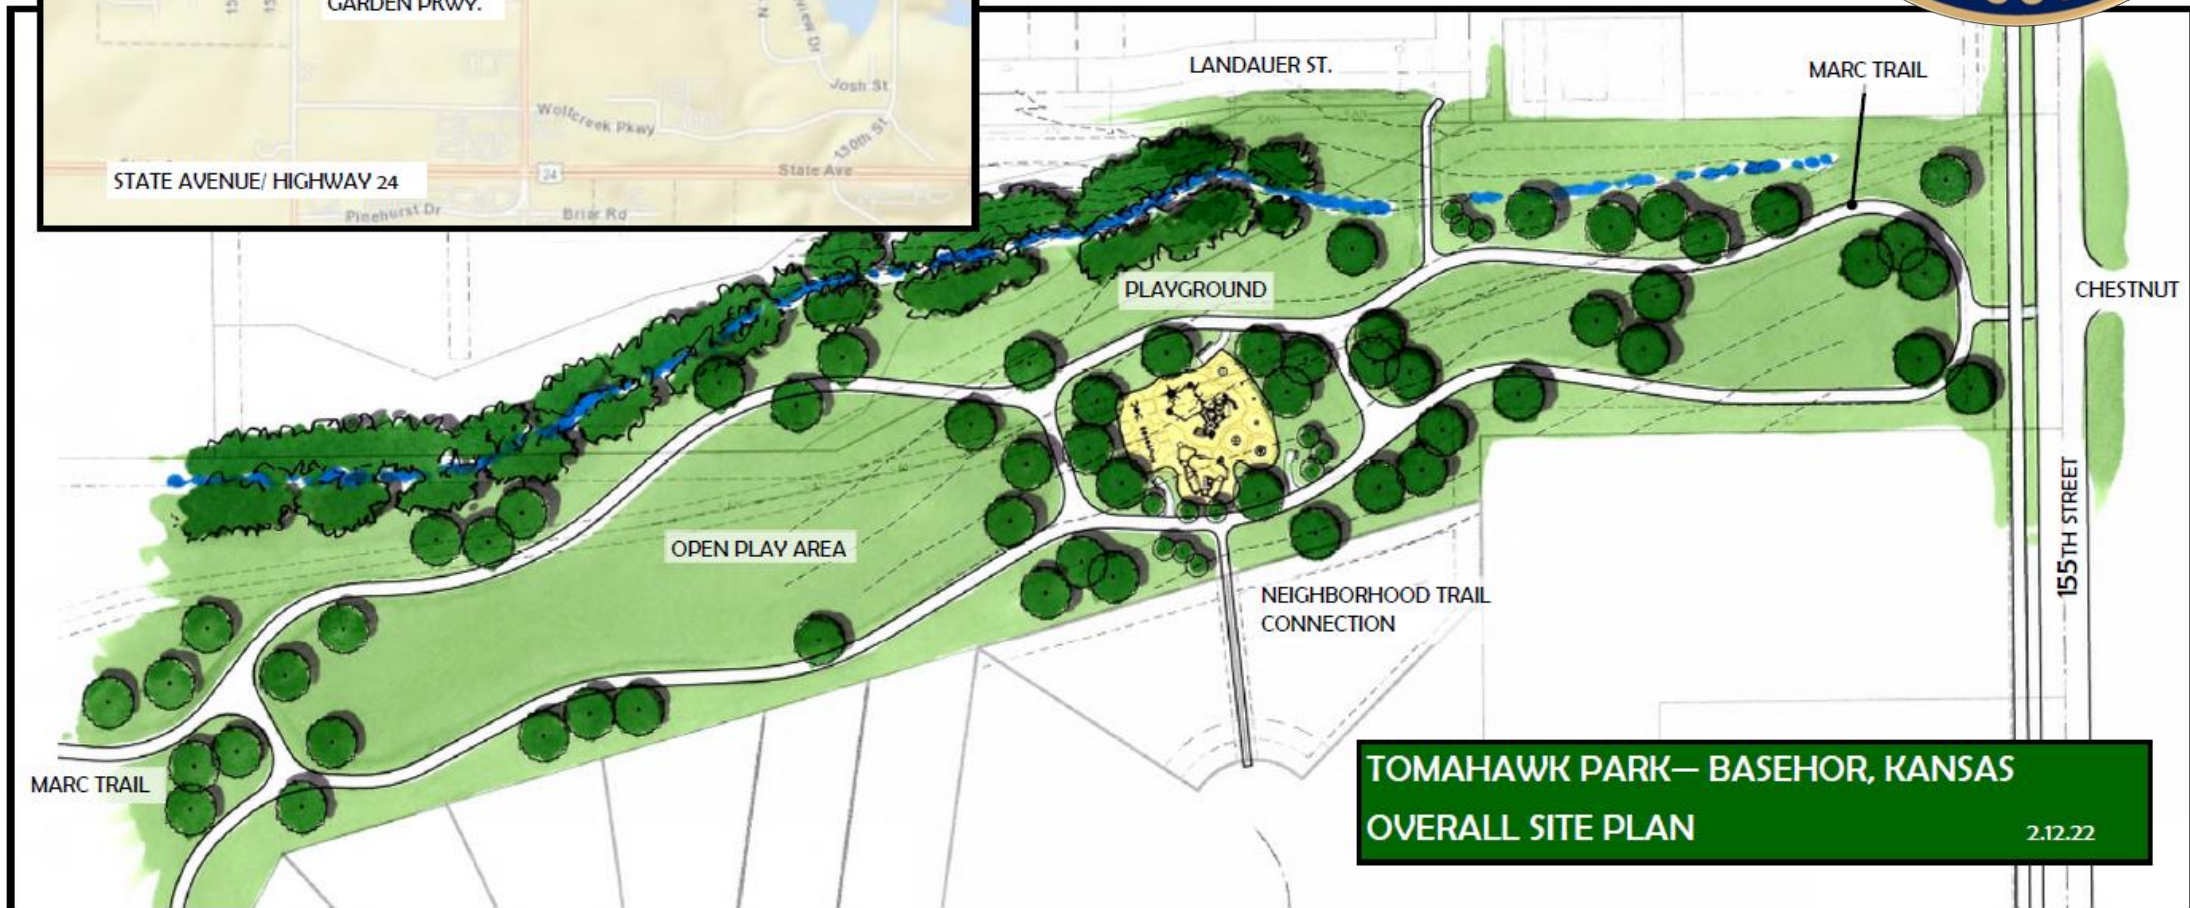 GARDEN PRWY.
Josh St
Wolfcreek Pkwy
150th St
STATE AVENUE/ HIGHWAY 24
24
State Ave
Pinehurst Dr
Briar Rd
LANDAUER ST.
MARC TRAIL
CHESTNUT
PLAYGROUND
OPEN PLAY AREA
NEIGHBORHOOD TRAIL
CONNECTION
155TH STREET
MARC TRAIL
TOMAHAWK PARK— BASEHOR, KANSAS
OVERALL SITE PLAN
2.12.22